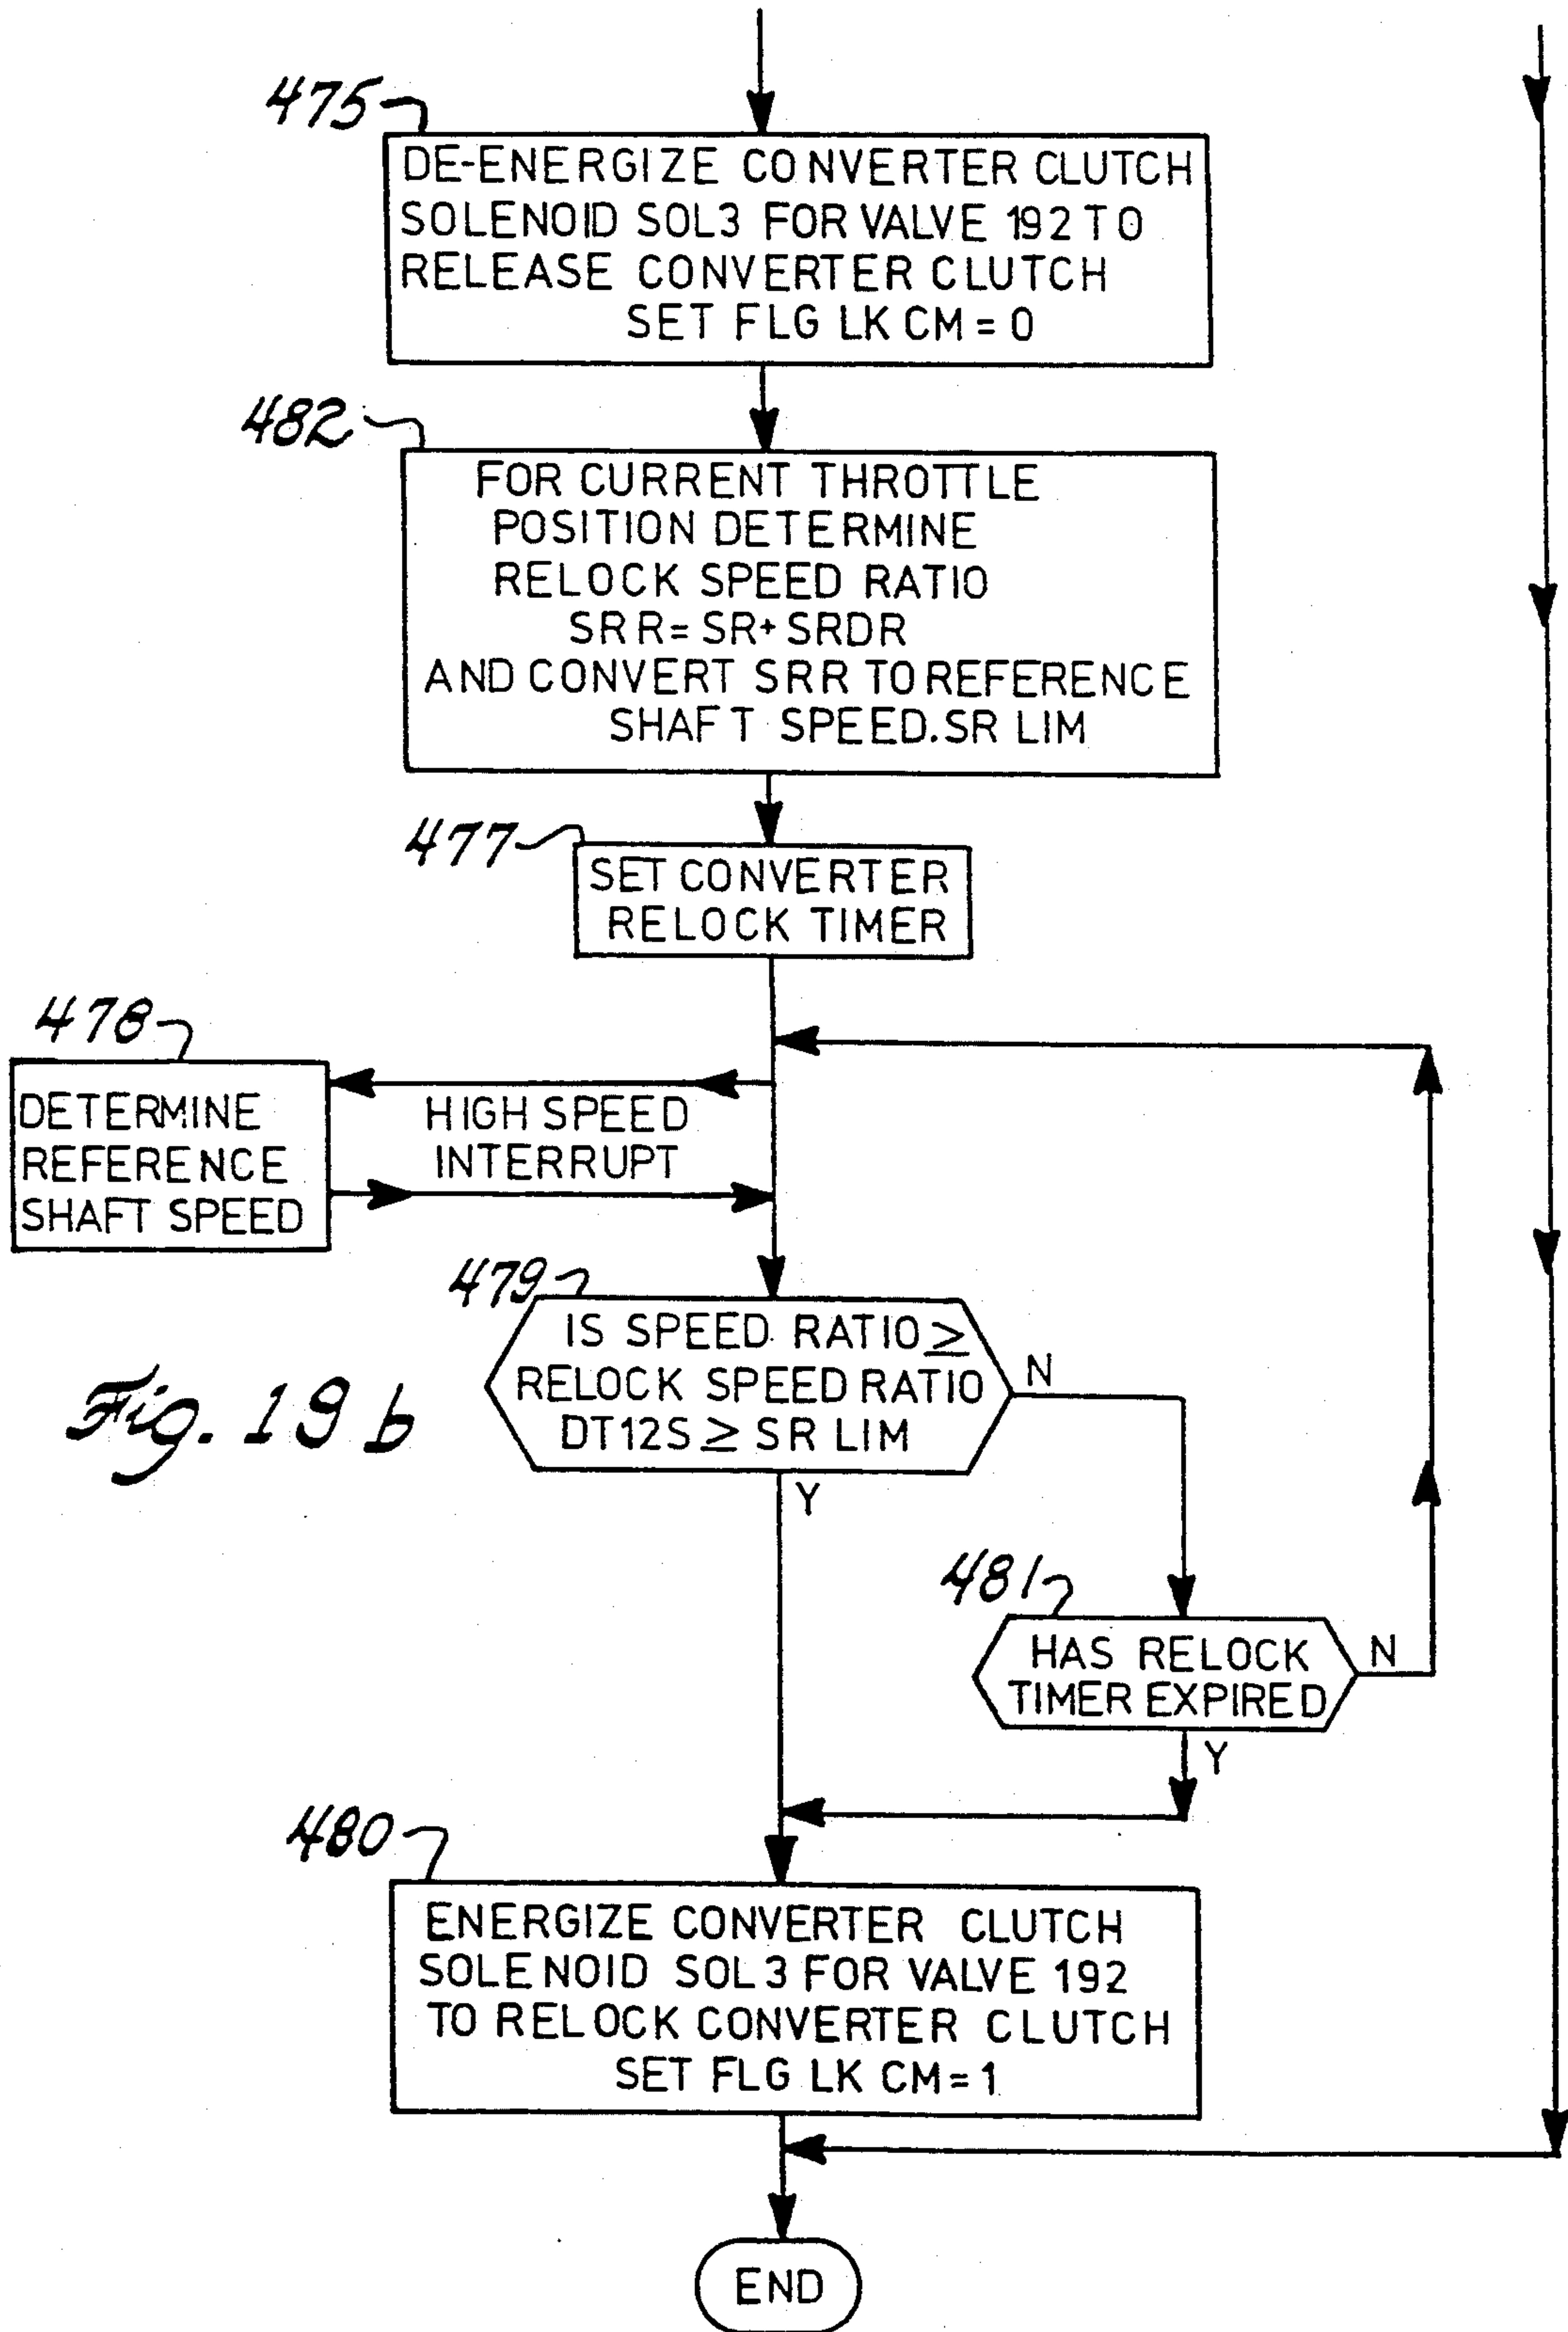 475
DE-ENERGIZE CONVERTER CLUTCH
SOLENOID SOL3 FOR VALVE 192 TO
RELEASE CONVERTER CLUTCH
SET FLG LK CM = 0
482
FOR CURRENT THROTTLE
POSITION DETERMINE
RELOCK SPEED RATIO
SRR = SR + SRDR
AND CONVERT SRR TO REFERENCE
SHAFT SPEED. SR LIM
477
SET CONVERTER
RELOCK TIMER
478
DETERMINE
REFERENCE
SHAFT SPEED
HIGH SPEED
INTERRUPT
479
IS SPEED RATIO ≥
RELOCK SPEED RATIO
DT12S ≥ SR LIM
N
Y
Fig. 19 b
481
HAS RELOCK
TIMER EXPIRED
N
Y
480
ENERGIZE CONVERTER CLUTCH
SOLENOID SOL 3 FOR VALVE 192
TO RELOCK CONVERTER CLUTCH
SET FLG LK CM = 1
END